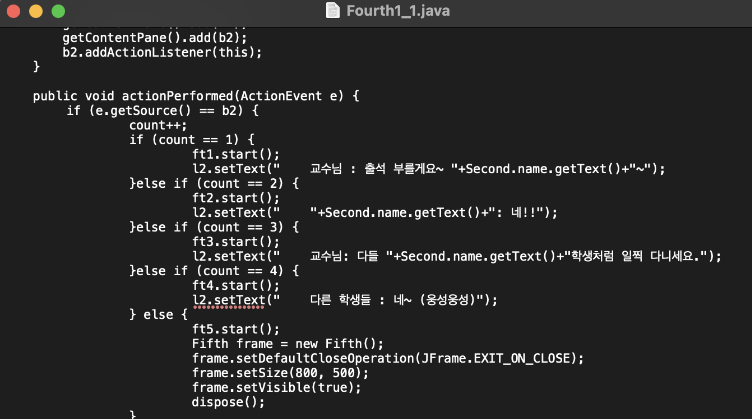 Fourth1_1.java
getContentPane().add(b2);
b2.addActionListener(this);
}
public void actionPerformed(ActionEvent e) {
if (e.getSource() == b2) {
count++;
if (count == 1) {
ft1.start();
l2.setText("    교수님 : 출석 부를게요~ "+Second.name.getText()+"~");
}else if (count == 2) {
ft2.start();
l2.setText("    "+Second.name.getText()+": 네!!");
}else if (count == 3) {
ft3.start();
l2.setText("    교수님: 다들 "+Second.name.getText()+"학생처럼 일찍 다니세요.");
}else if (count == 4) {
ft4.start();
l2.setText("    다른 학생들 : 네~ (웅성웅성)");
} else {
ft5.start();
Fifth frame = new Fifth();
frame.setDefaultCloseOperation(JFrame.EXIT_ON_CLOSE);
frame.setSize(800, 500);
frame.setVisible(true);
dispose();
}